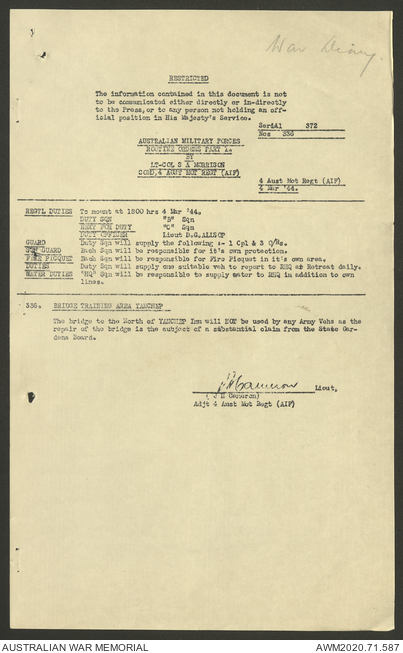 War Diary.
RESTRICTED
The information contained in this document is not
to be communicated either directly or in-directly
to the Press, or to any person not holding an off-
icial position in His Majesty's Service.
Serial 372
Nos 336
AUSTRALIAN MILITARY FORCES
ROUTINE ORDERS PART 1.
BY
LT-COL S A MORRISON
COMD, 4 AUST MOT REGT (AIF)
4 Aust Mot Regt (AIF)
4 Mar '44.
REGTL DUTIES To mount at 1800 hrs 4 Mar '44.
DUTY SQN "B" Sqn
NEXT FOR DUTY "C" Sqn
DUTY OFFICER Lieut D.G.ALLSOP
GUARD Duty Sqn will supply the following :- 1 Cpl & 3 O/Rs.
GUARD Each Sqn will be responsible for it's own protection.
FIRE PICQUET Each Sqn will be responsible for Fire Picquet in it's own area.
DUTIES Duty Sqn will supply one suitable veh to report to RHQ at Retreat daily.
WATER DUTIES "HQ" Sqn will be responsible to supply water to RHQ in addition to own
lines.
336. BRIDGE TRAINING AREA YANCHEP
The bridge to the North of YANCHEP Inn will NOT be used by any Army Vehs as the
repair of the bridge is the subject of a substantial claim from the State Gar-
dens Board.
Cameron Lieut.
H Cameron)
Adjt 4 Aust Mot Regt (AIF)
AUSTRALIAN WAR MEMORIAL
AWM2020.71.587